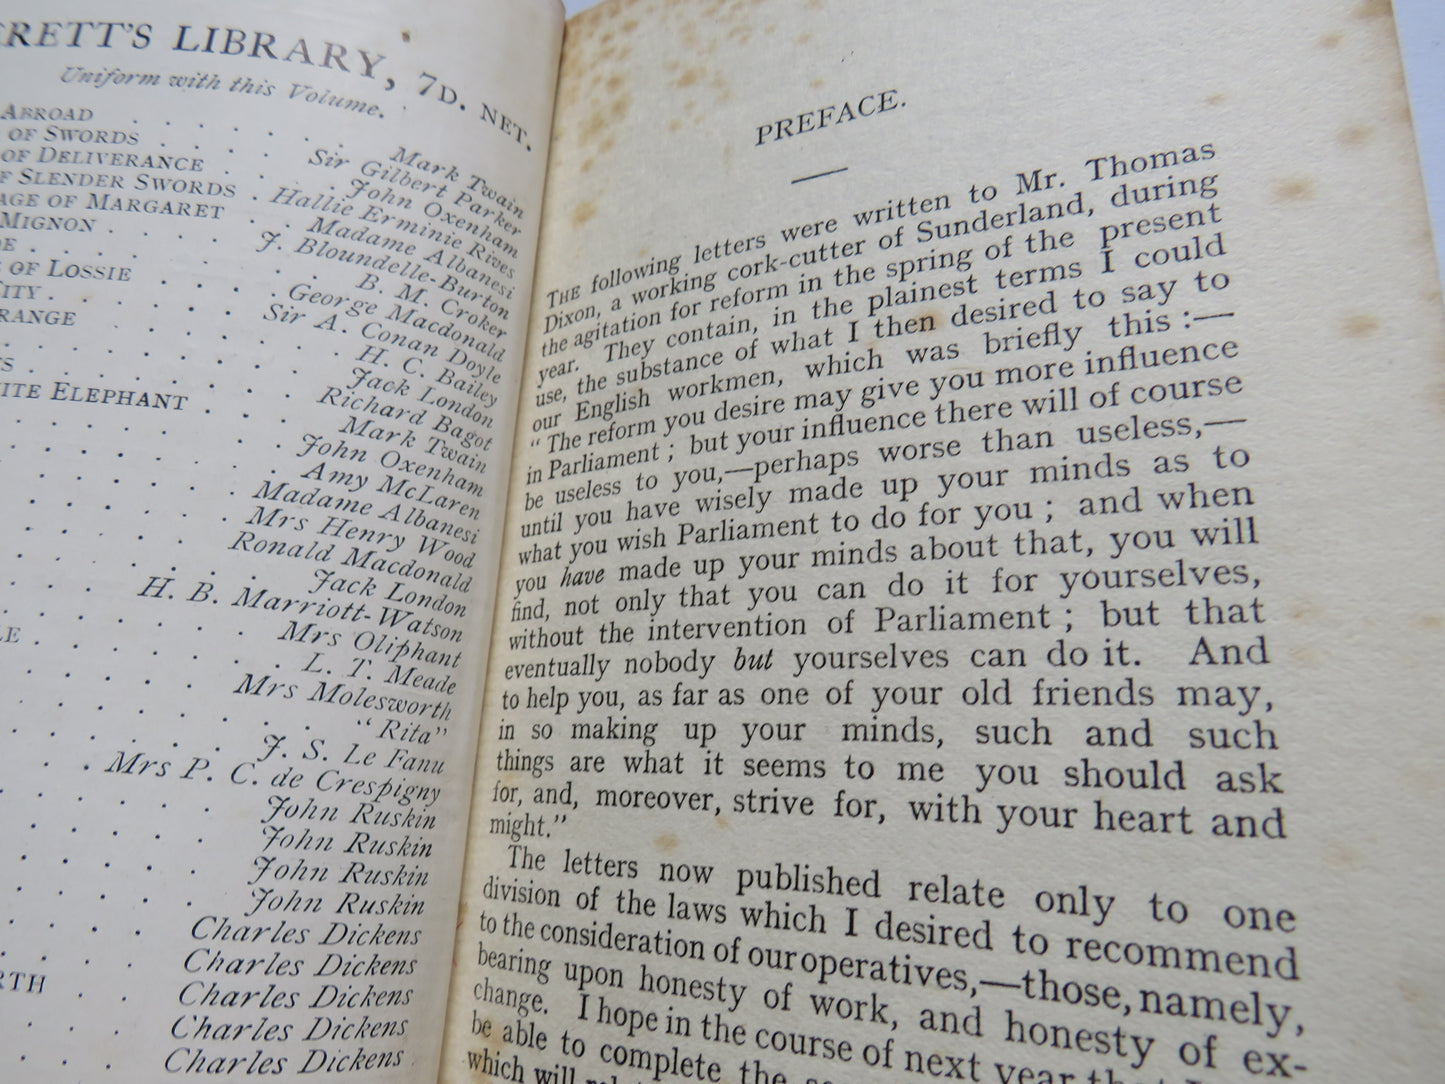 RETT'S LIBRARY, 7D. NET.
Uniform with this Volume.
ABROAD . . . . . . Mark Twain
OF SWORDS . . . . . Sir Gilbert Parker
OF DELIVERANCE . . . . John Oxenham
SLENDER SWORDS . Hallie Erminie Rives
AGE OF MARGARET . . Madame Albanesi
MIGNON . . . . . J. Bloundelle-Burton
B. M. Croker
OF LOSSIE . . . . George Macdonald
CITY . . . . . Sir A. Conan Doyle
RANGE . . . . . H. C. Bailey
Jack London
Richard Bagot
ITE ELEPHANT . . . Mark Twain
John Oxenham
Amy McLaren
Madame Albanesi
Mrs Henry Wood
Ronald Macdonald
Jack London
H. B. Marriott-Watson
Mrs Oliphant
L. T. Meade
Mrs Molesworth
"Rita"
J. S. Le Fanu
Mrs P. C. de Crespigny
John Ruskin
John Ruskin
John Ruskin
John Ruskin
Charles Dickens
Charles Dickens
RTH . . Charles Dickens
Charles Dickens
Charles Dickens
PREFACE.
THE following letters were written to Mr. Thomas
Dixon, a working cork-cutter of Sunderland, during
the agitation for reform in the spring of the present
year. They contain, in the plainest terms I could
use, the substance of what I then desired to say to
our English workmen, which was briefly this :—
"The reform you desire may give you more influence
in Parliament ; but your influence there will of course
be useless to you,—perhaps worse than useless,—
until you have wisely made up your minds as to
what you wish Parliament to do for you ; and when
you have made up your minds about that, you will
find, not only that you can do it for yourselves,
without the intervention of Parliament ; but that
eventually nobody but yourselves can do it. And
to help you, as far as one of your old friends may,
in so making up your minds, such and such
things are what it seems to me you should ask
for, and, moreover, strive for, with your heart and
might."
The letters now published relate only to one
division of the laws which I desired to recommend
to the consideration of our operatives,—those, namely,
bearing upon honesty of work, and honesty of ex-
change. I hope in the course of next year that I
be able to complete the
which will